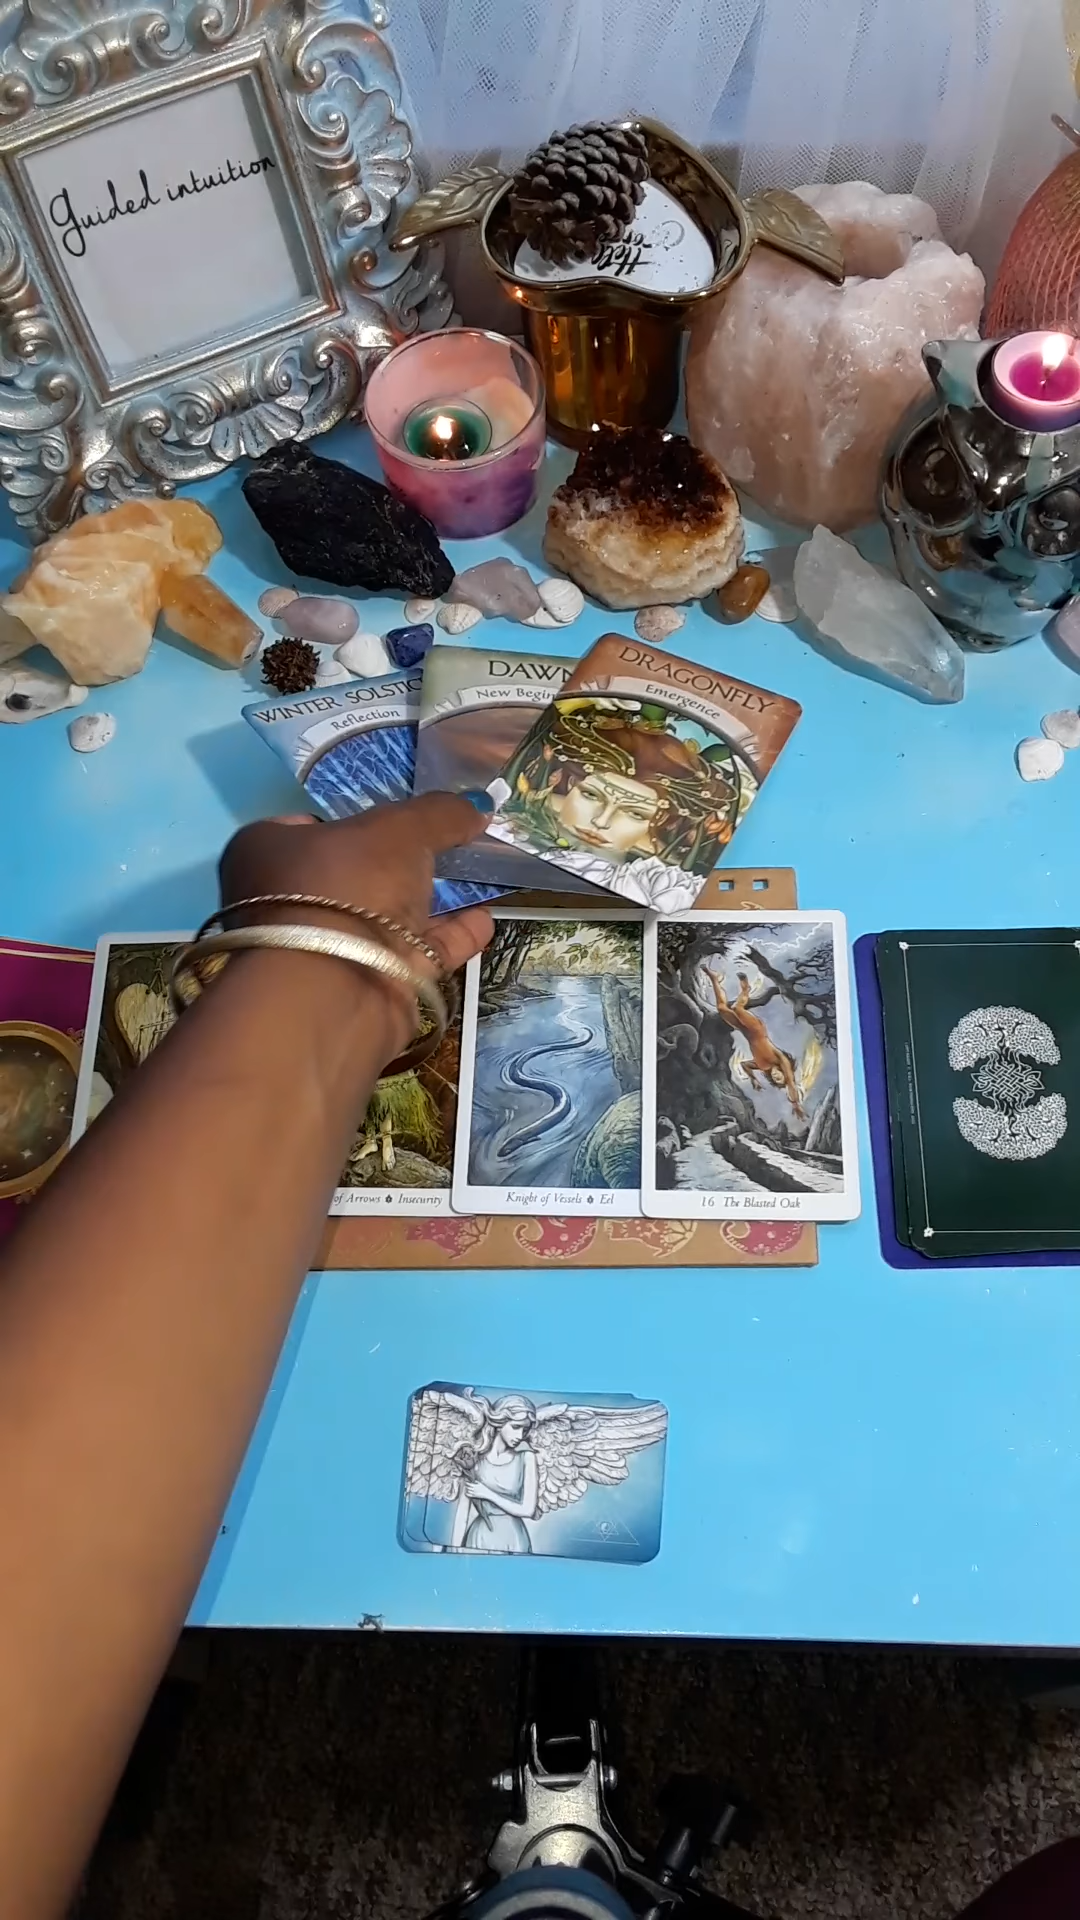 guided intuition
WINTER SOLSTIC
Reflection
DAWN
New Begin
DRAGONFLY
Emergence
of Arrows Insecurity
Knight of Vessels Eel
16 The Blasted Oak